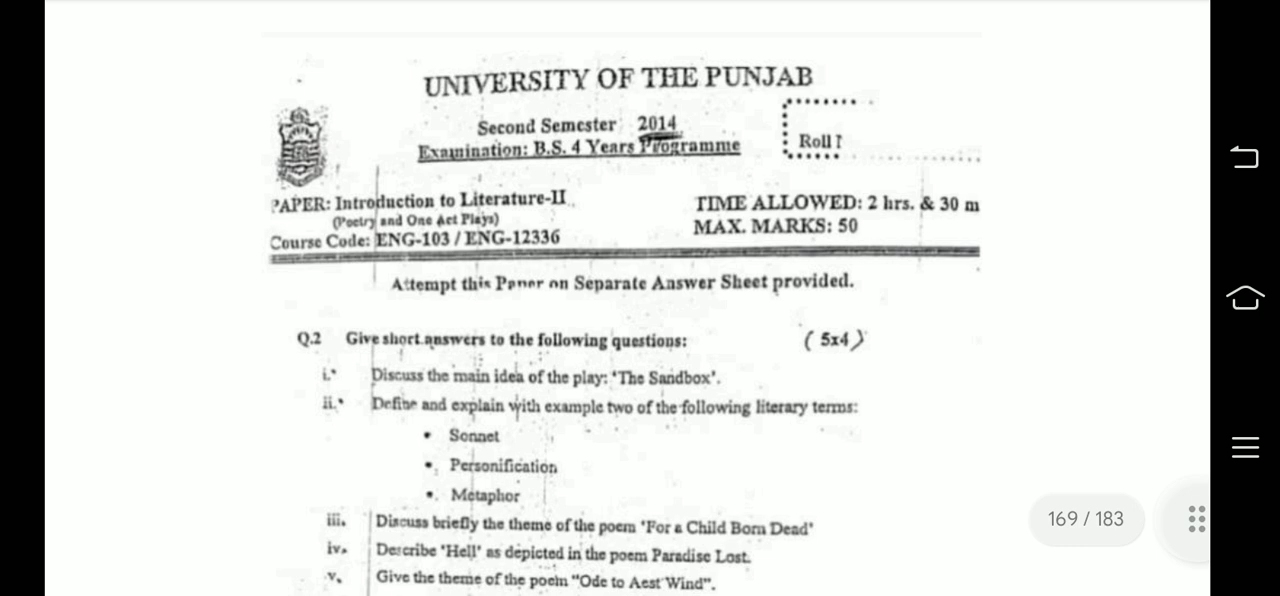 UNIVERSITY OF THE PUNJAB
Second Semester 2014
Examination: B.S. 4 Years Programme
Roll
PAPER: Introduction to Literature-II
(Poetry and One Act Plays)
Course Code: ENG-103 / ENG-12336
TIME ALLOWED: 2 hrs. & 30 m
MAX. MARKS: 50
Attempt this Paper on Separate Answer Sheet provided.
Q.2 Give short answers to the following questions: (5x4)
i. Discuss the main idea of the play: 'The Sandbox'.
ii. Define and explain with example two of the following literary terms:
• Sonnet
• Personification
• Metaphor
iii. Discuss briefly the theme of the poem 'For a Child Born Dead'
iv. Describe 'Hell' as depicted in the poem Paradise Lost.
v. Give the theme of the poem "Ode to Aest Wind".
169 / 183